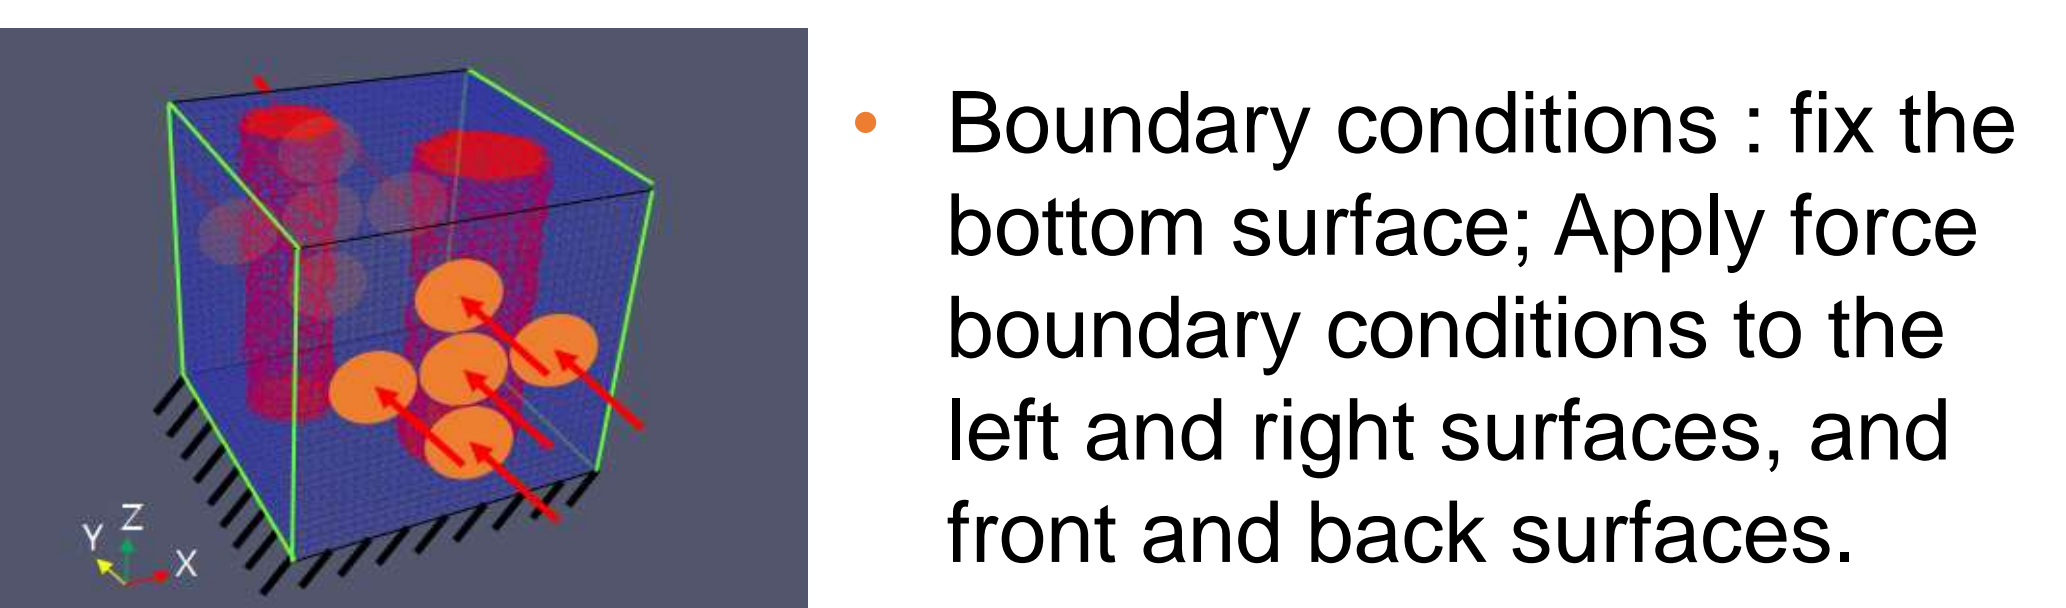 • Boundary conditions : fix the
bottom surface; Apply force
boundary conditions to the
left and right surfaces, and
front and back surfaces.
Z
Y
X